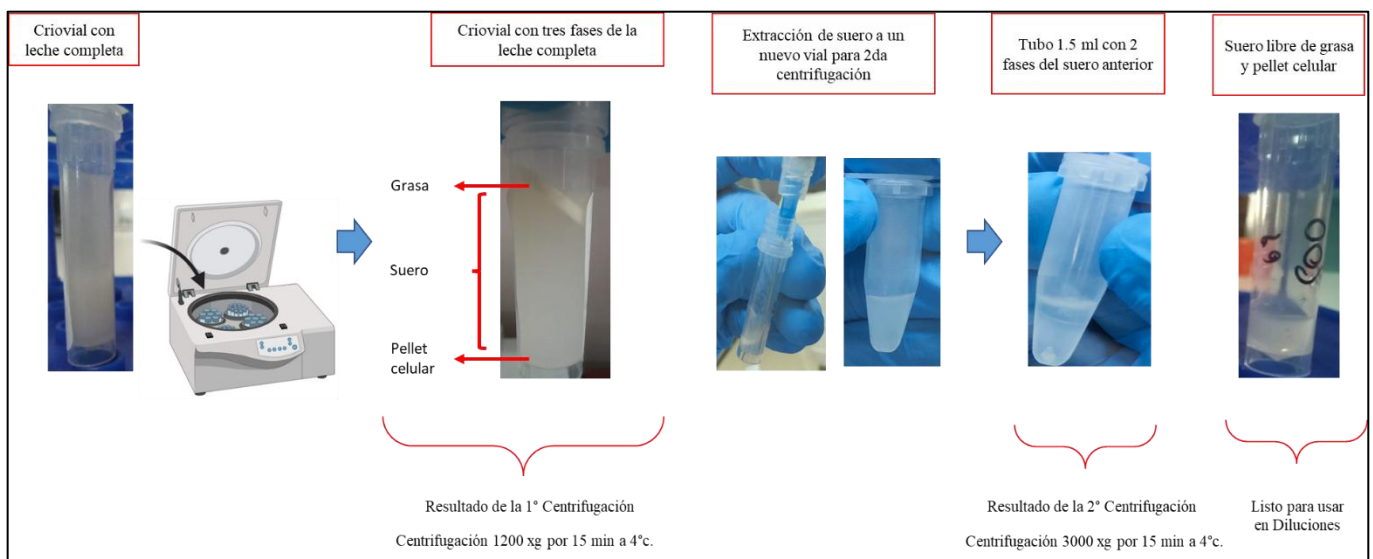 Criovial con
leche completa
Criovial con tres fases de la
leche completa
Extracción de suero a un
nuevo vial para 2da
centrifugación
Tubo 1.5 ml con 2
fases del suero anterior
Suero libre de grasa
y pellet celular
Grasa
Suero
Pellet
celular
Resultado de la 1° Centrifugación
Centrifugación 1200 xg por 15 min a 4°c.
Resultado de la 2° Centrifugación
Centrifugación 3000 xg por 15 min a 4°c.
Listo para usar
en Diluciones